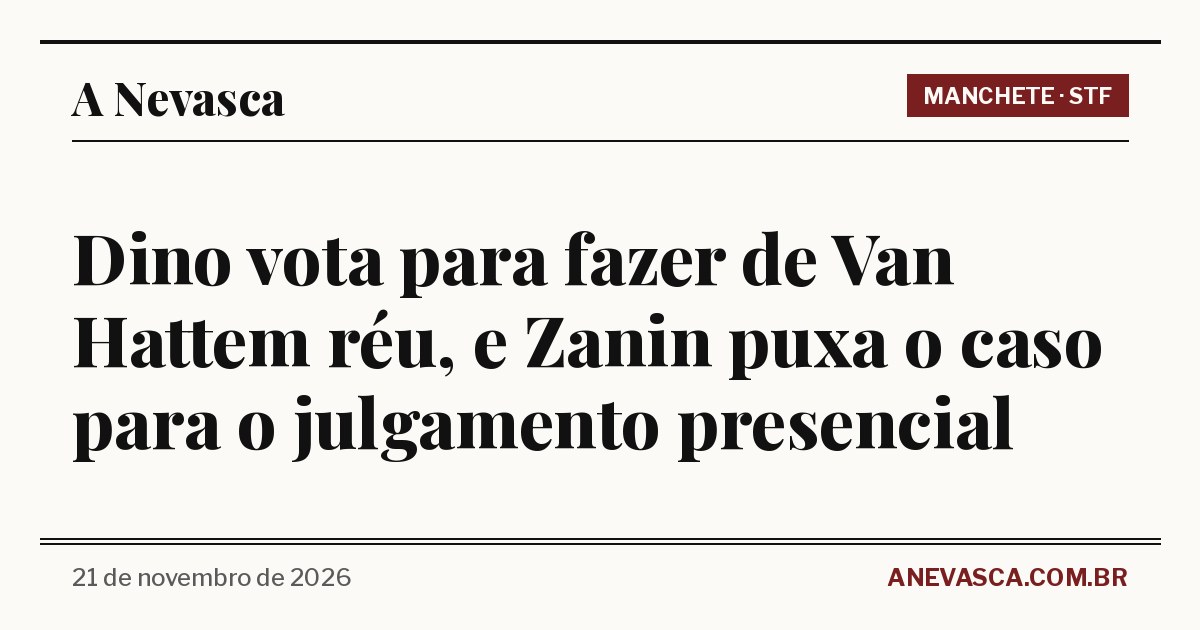 A Nevasca
MANCHETE · STF
Dino vota para fazer de Van
Hattem réu, e Zanin puxa o caso
para o julgamento presencial
21 de novembro de 2026
ANEVASCA.COM.BR